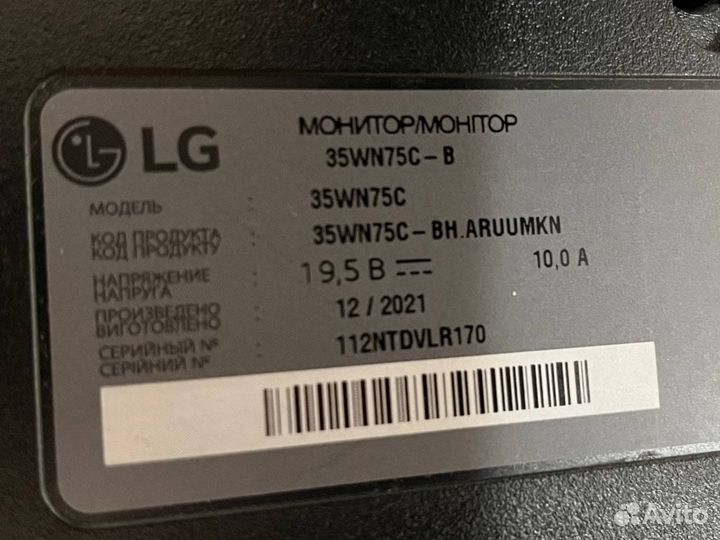 LG
МОНИТОР/МОНІТОР
35WN75C-B
МОДЕЛЬ : 35WN75C
КОД ПРОДУКТА
КОД ПРОДУКТУ : 35WN75C-BH.ARUUMKN
НАПРЯЖЕНИЕ
НАПРУГА : 19,5 В 10,0 А
ПРОИЗВЕДЕНО
ВИГОТОВЛЕНО : 12 / 2021
СЕРИЙНЫЙ №
СЕРІЙНИЙ № : 112NTDVLR170
Avito